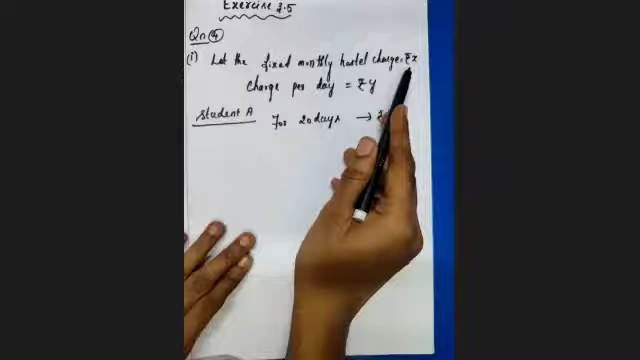 Exercise 3.5
Qn 4
(i) Let the fixed monthly hostel charge = ₹x
charge per day = ₹y
Student A For 20 days → ₹